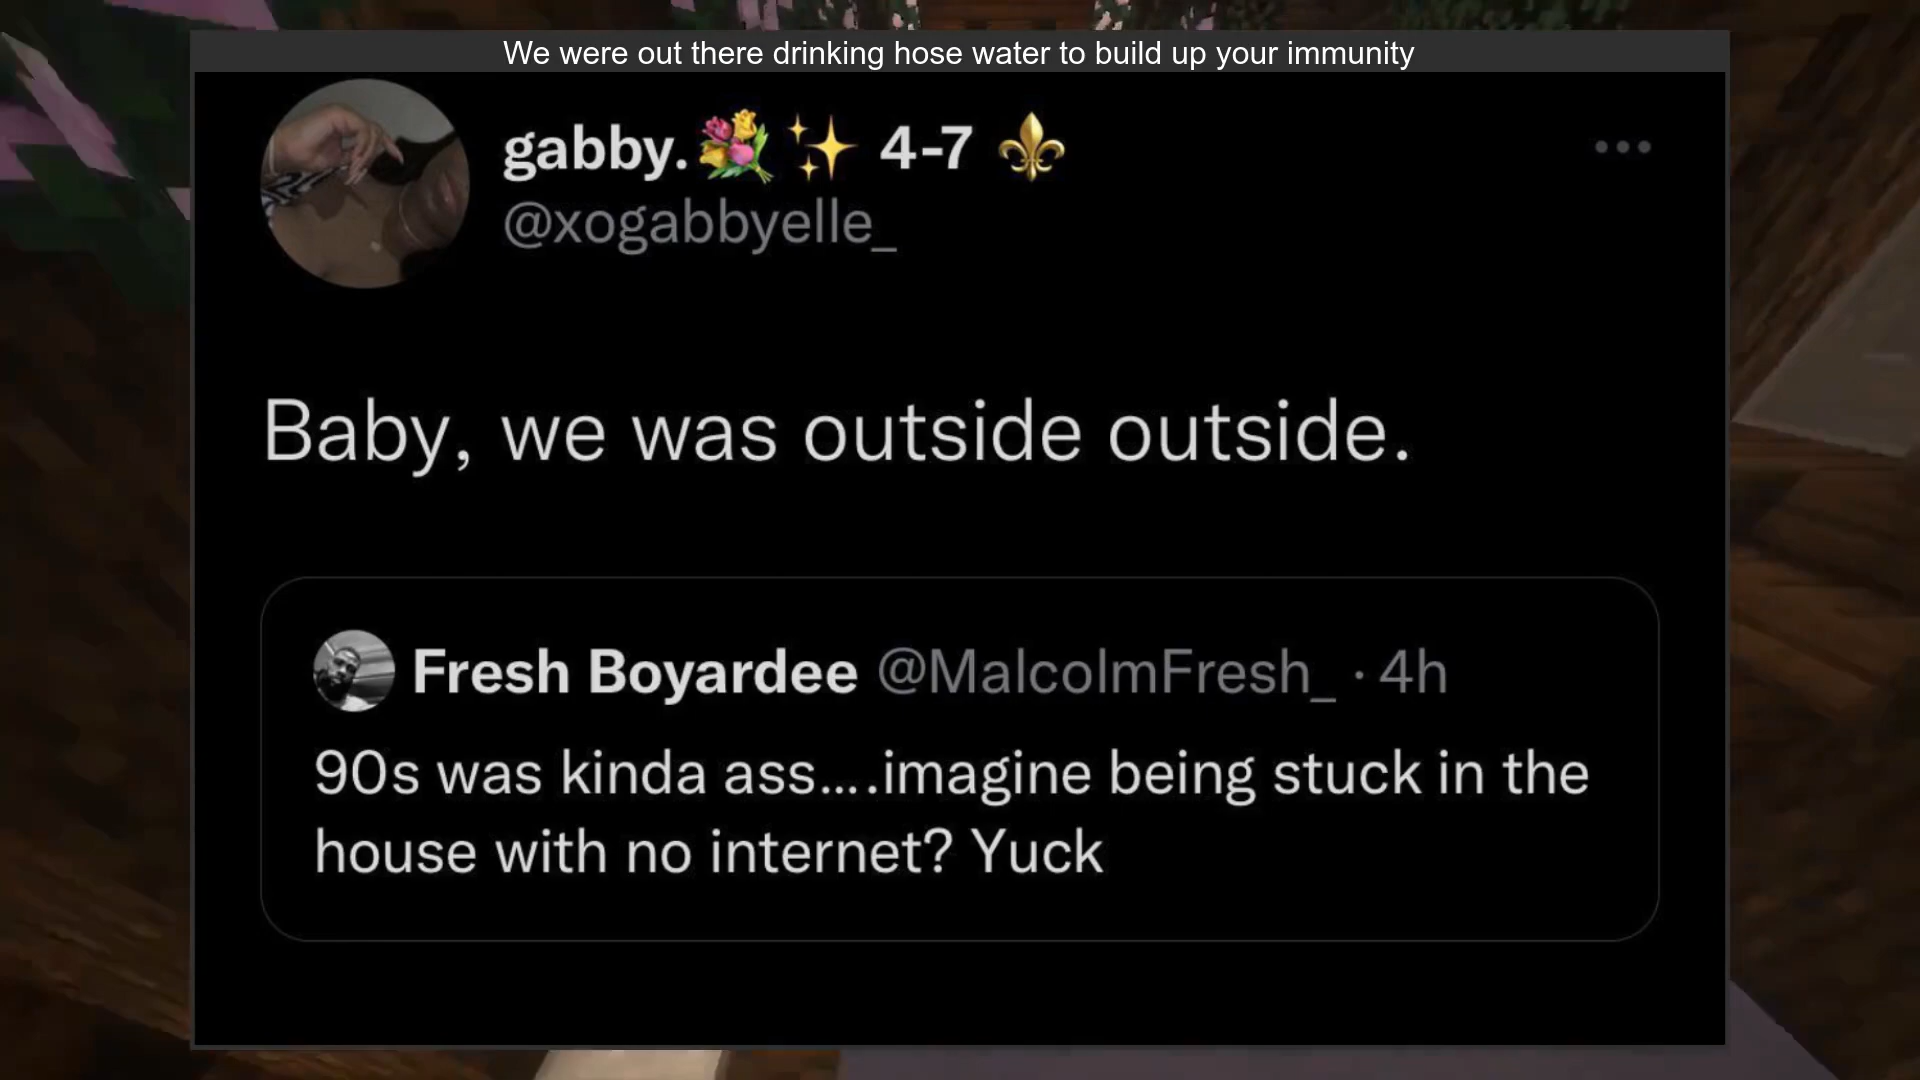 We were out there drinking hose water to build up your immunity
gabby.💐✨ 4-7 ⚜️
@xogabbyelle_
Baby, we was outside outside.
Fresh Boyardee @MalcolmFresh_ · 4h
90s was kinda ass....imagine being stuck in the
house with no internet? Yuck